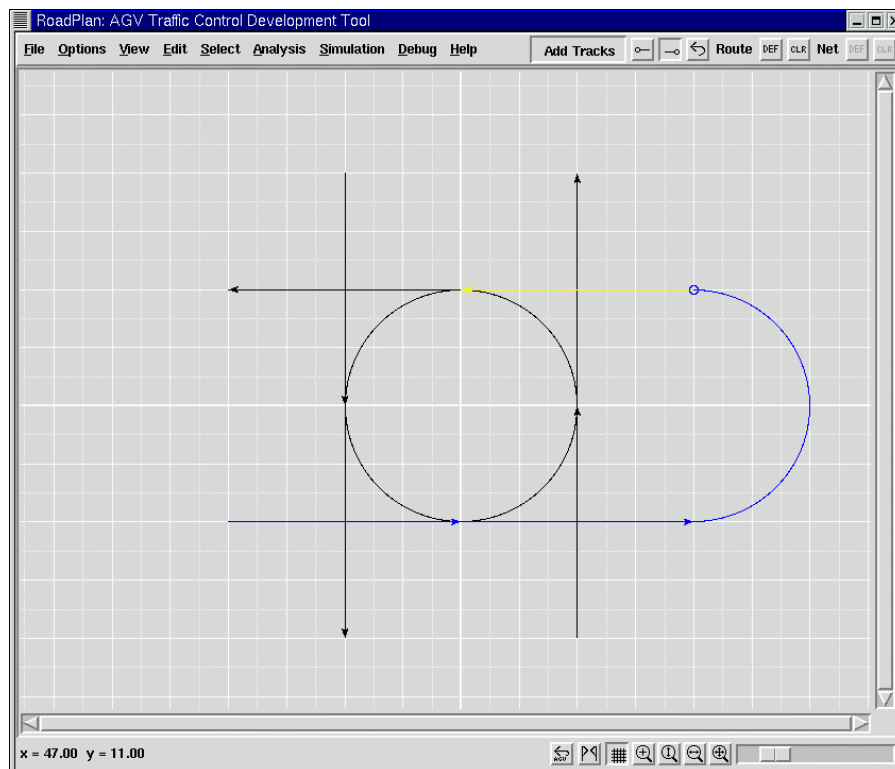 RoadPlan: AGV Traffic Control Development Tool
File Options View Edit Select Analysis Simulation Debug Help Add Tracks Route DEF CLR Net DEF CLR
x = 47.00 y = 11.00 AGV